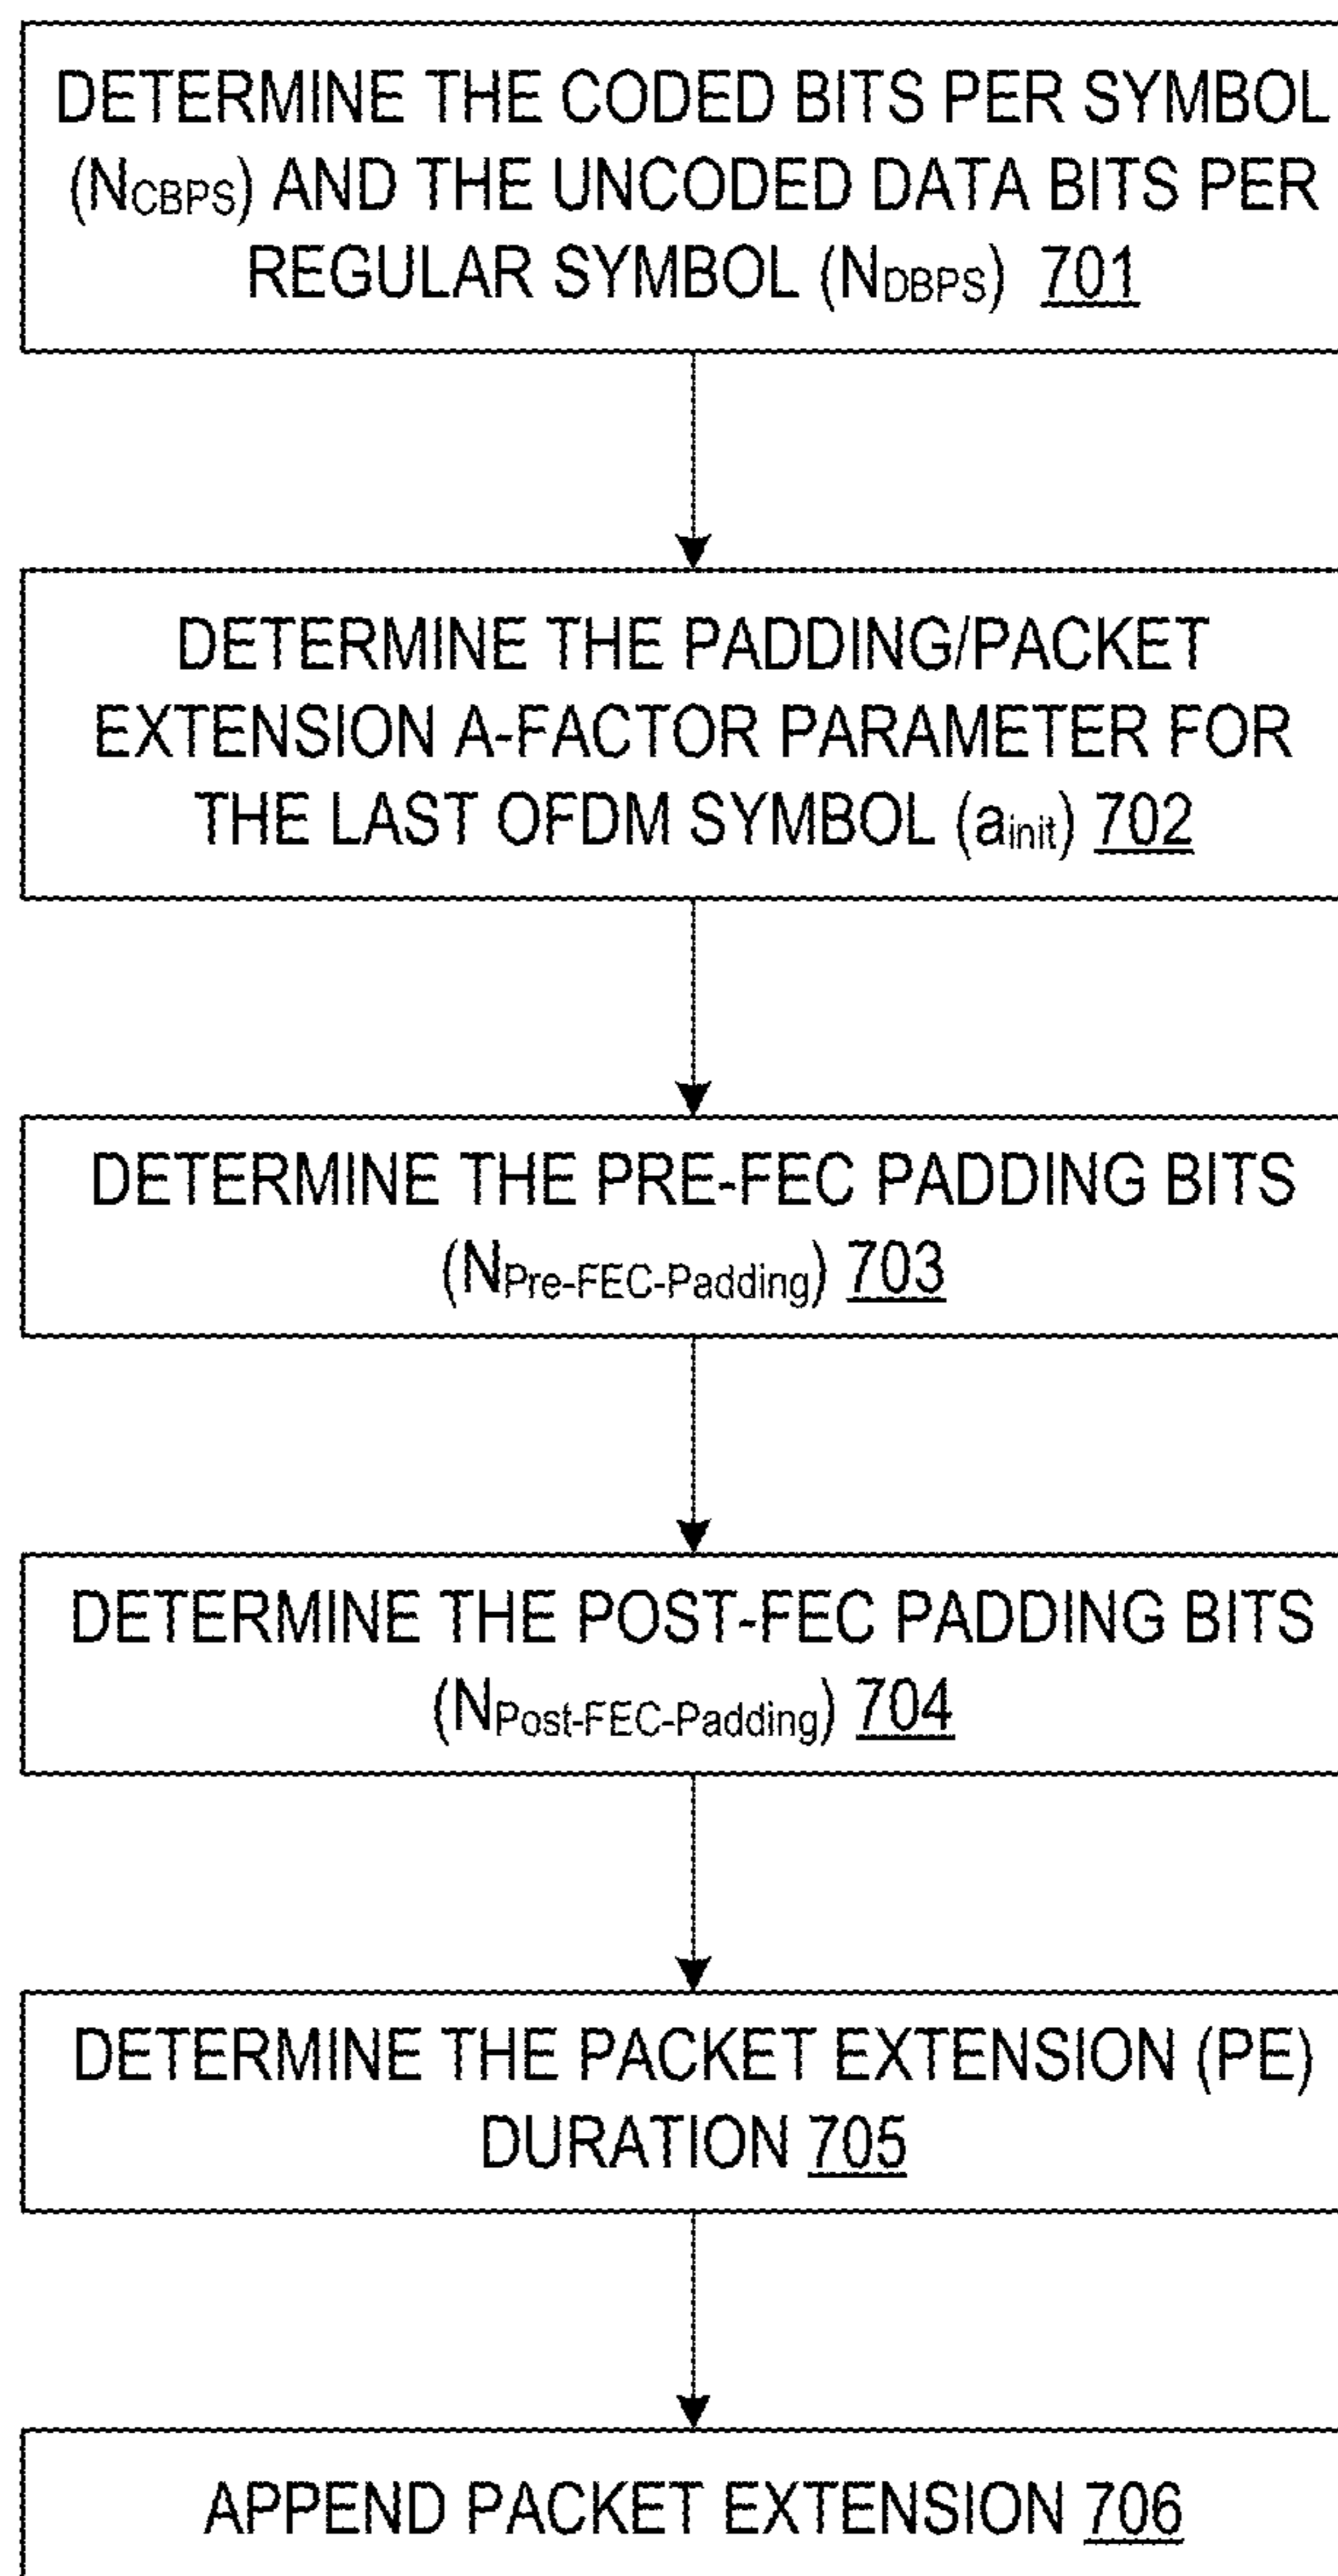 DETERMINE THE CODED BITS PER SYMBOL
(NCBPS) AND THE UNCODED DATA BITS PER
REGULAR SYMBOL (NDBPS) 701
DETERMINE THE PADDING/PACKET
EXTENSION A-FACTOR PARAMETER FOR
THE LAST OFDM SYMBOL (ainit) 702
DETERMINE THE PRE-FEC PADDING BITS
(NPre-FEC-Padding) 703
DETERMINE THE POST-FEC PADDING BITS
(NPost-FEC-Padding) 704
DETERMINE THE PACKET EXTENSION (PE)
DURATION 705
APPEND PACKET EXTENSION 706